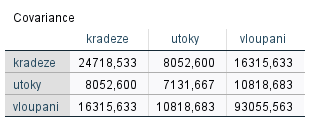 Covariance
kradeze utoky vloupani
kradeze 24718,533 8052,600 16315,633
utoky 8052,600 7131,667 10818,683
vloupani 16315,633 10818,683 93055,563